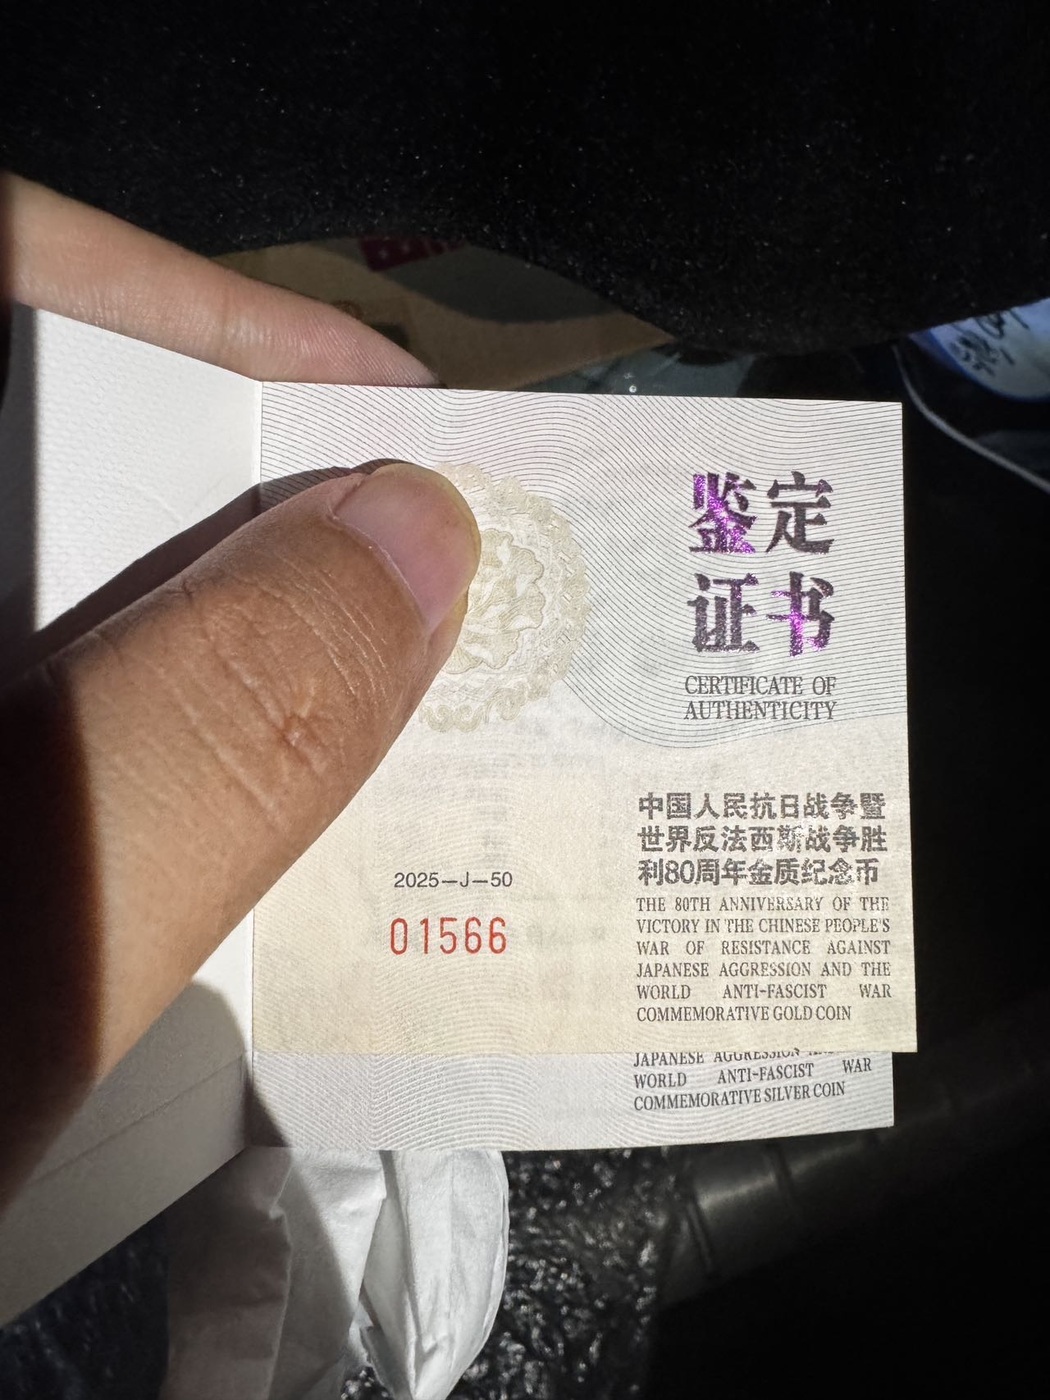 鉴定
证书
CERTIFICATE OF
AUTHENTICITY
中国人民抗日战争暨
世界反法西斯战争胜
利80周年金质纪念币
THE 80TH ANNIVERSARY OF THE
VICTORY IN THE CHINESE PEOPLE'S
WAR OF RESISTANCE AGAINST
JAPANESE AGGRESSION AND THE
WORLD ANTI-FASCIST WAR
COMMEMORATIVE GOLD COIN
2025-J-50
01566
JAPANESE AGGRESSION
WORLD ANTI-FASCIST WAR
COMMEMORATIVE SILVER COIN